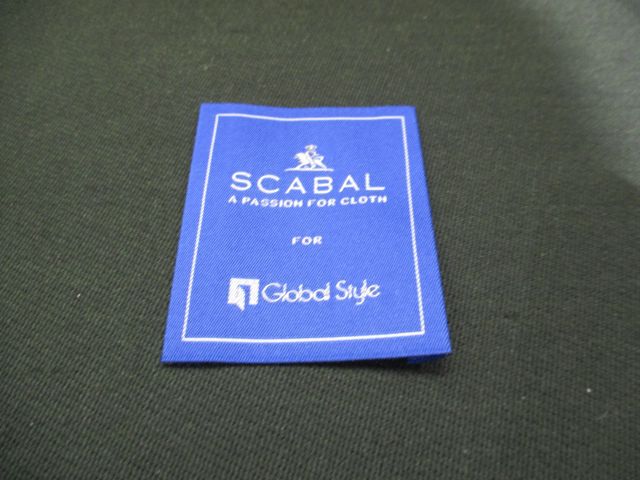 SCABAL
A PASSION FOR CLOTH
FOR
Global Style